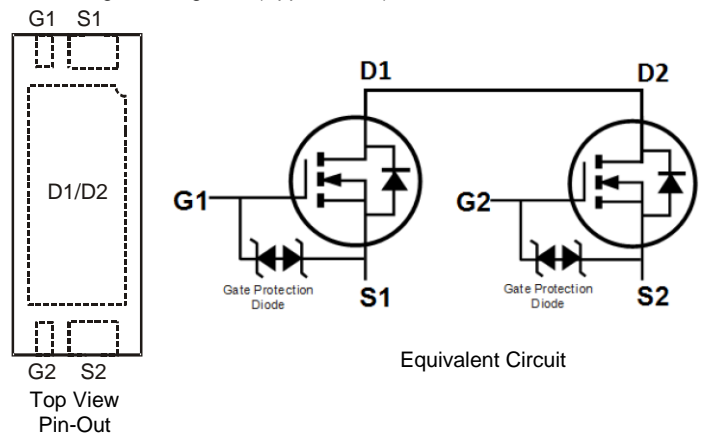 G1 S1
D1/D2
G2 S2
Top View
Pin-Out
D1
D2
G1
G2
Gate Protection
Diode
S1
Gate Protection
Diode
S2
Equivalent Circuit